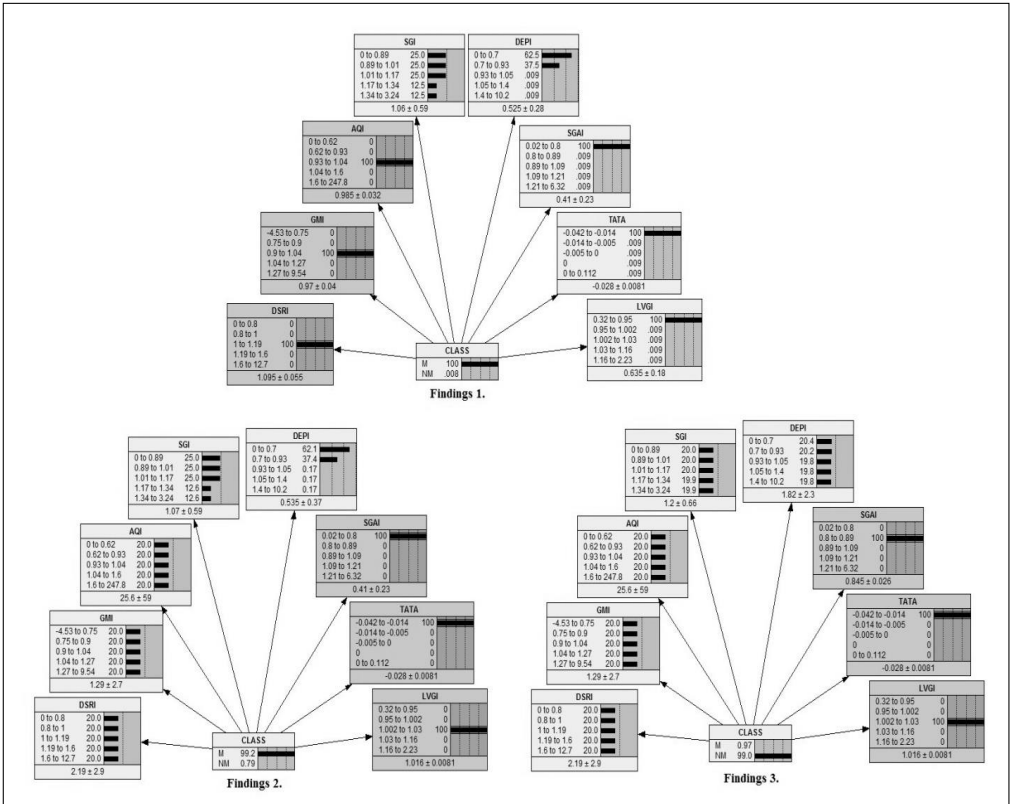 SGI
0 to 0.89 25.0
0.89 to 1.01 25.0
1.01 to 1.17 25.0
1.17 to 1.34 12.5
1.34 to 3.24 12.5
1.06 ± 0.59
DEPI
0 to 0.7 62.5
0.7 to 0.93 37.5
0.93 to 1.05 .009
1.05 to 1.4 .009
1.4 to 10.2 .009
0.525 ± 0.28
AQI
0 to 0.62 0
0.62 to 0.93 0
0.93 to 1.04 100
1.04 to 1.6 0
1.6 to 247.8 0
0.985 ± 0.032
SGAI
0.02 to 0.8 100
0.8 to 0.89 .009
0.89 to 1.09 .009
1.09 to 1.21 .009
1.21 to 6.32 .009
0.41 ± 0.23
GMI
-4.53 to 0.75 0
0.75 to 0.9 0
0.9 to 1.04 100
1.04 to 1.27 0
1.27 to 9.54 0
0.97 ± 0.04
TATA
-0.042 to -0.014 100
-0.014 to -0.005 .009
-0.005 to 0 .009
0 .009
0 to 0.112 .009
-0.028 ± 0.0081
DSRI
0 to 0.8 0
0.8 to 1 0
1 to 1.19 100
1.19 to 1.6 0
1.6 to 12.7 0
1.095 ± 0.055
CLASS
M 100
NM .008
LVGI
0.32 to 0.95 100
0.95 to 1.002 .009
1.002 to 1.03 .009
1.03 to 1.16 .009
1.16 to 2.23 .009
0.635 ± 0.18
Findings 1.
SGI
0 to 0.89 25.0
0.89 to 1.01 25.0
1.01 to 1.17 25.0
1.17 to 1.34 12.6
1.34 to 3.24 12.6
1.07 ± 0.59
DEPI
0 to 0.7 62.1
0.7 to 0.93 37.4
0.93 to 1.05 0.17
1.05 to 1.4 0.17
1.4 to 10.2 0.17
0.535 ± 0.37
AQI
0 to 0.62 20.0
0.62 to 0.93 20.0
0.93 to 1.04 20.0
1.04 to 1.6 20.0
1.6 to 247.8 20.0
25.6 ± 59
SGAI
0.02 to 0.8 100
0.8 to 0.89 0
0.89 to 1.09 0
1.09 to 1.21 0
1.21 to 6.32 0
0.41 ± 0.23
GMI
-4.53 to 0.75 20.0
0.75 to 0.9 20.0
0.9 to 1.04 20.0
1.04 to 1.27 20.0
1.27 to 9.54 20.0
1.29 ± 2.7
TATA
-0.042 to -0.014 100
-0.014 to -0.005 0
-0.005 to 0 0
0 0
0 to 0.112 0
-0.028 ± 0.0081
DSRI
0 to 0.8 20.0
0.8 to 1 20.0
1 to 1.19 20.0
1.19 to 1.6 20.0
1.6 to 12.7 20.0
2.19 ± 2.9
CLASS
M 99.2
NM 0.79
LVGI
0.32 to 0.95 0
0.95 to 1.002 0
1.002 to 1.03 100
1.03 to 1.16 0
1.16 to 2.23 0
1.016 ± 0.0081
Findings 2.
SGI
0 to 0.89 20.0
0.89 to 1.01 20.0
1.01 to 1.17 20.0
1.17 to 1.34 19.9
1.34 to 3.24 19.9
1.2 ± 0.66
DEPI
0 to 0.7 20.4
0.7 to 0.93 20.2
0.93 to 1.05 19.8
1.05 to 1.4 19.8
1.4 to 10.2 19.8
1.82 ± 2.3
AQI
0 to 0.62 20.0
0.62 to 0.93 20.0
0.93 to 1.04 20.0
1.04 to 1.6 20.0
1.6 to 247.8 20.0
25.6 ± 59
SGAI
0.02 to 0.8 0
0.8 to 0.89 100
0.89 to 1.09 0
1.09 to 1.21 0
1.21 to 6.32 0
0.845 ± 0.026
GMI
-4.53 to 0.75 20.0
0.75 to 0.9 20.0
0.9 to 1.04 20.0
1.04 to 1.27 20.0
1.27 to 9.54 20.0
1.29 ± 2.7
TATA
-0.042 to -0.014 100
-0.014 to -0.005 0
-0.005 to 0 0
0 0
0 to 0.112 0
-0.028 ± 0.0081
DSRI
0 to 0.8 20.0
0.8 to 1 20.0
1 to 1.19 20.0
1.19 to 1.6 20.0
1.6 to 12.7 20.0
2.19 ± 2.9
CLASS
M 0.97
NM 99.0
LVGI
0.32 to 0.95 0
0.95 to 1.002 0
1.002 to 1.03 100
1.03 to 1.16 0
1.16 to 2.23 0
1.016 ± 0.0081
Findings 3.